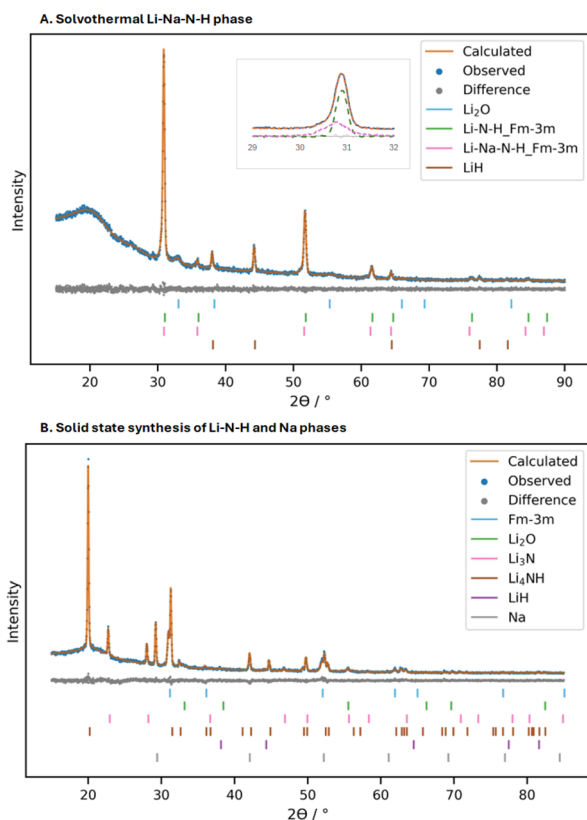 A. Solvothermal Li-Na-N-H phase
Calculated
Observed
Difference
Li₂O
Li-N-H_Fm-3m
Li-Na-N-H_Fm-3m
LiH
29 30 31 32
Intensity
20 30 40 50 60 70 80 90
2Θ / °
B. Solid state synthesis of Li-N-H and Na phases
Calculated
Observed
Difference
Fm-3m
Li₂O
Li₃N
Li₄NH
LiH
Na
Intensity
20 30 40 50 60 70 80
2Θ / °